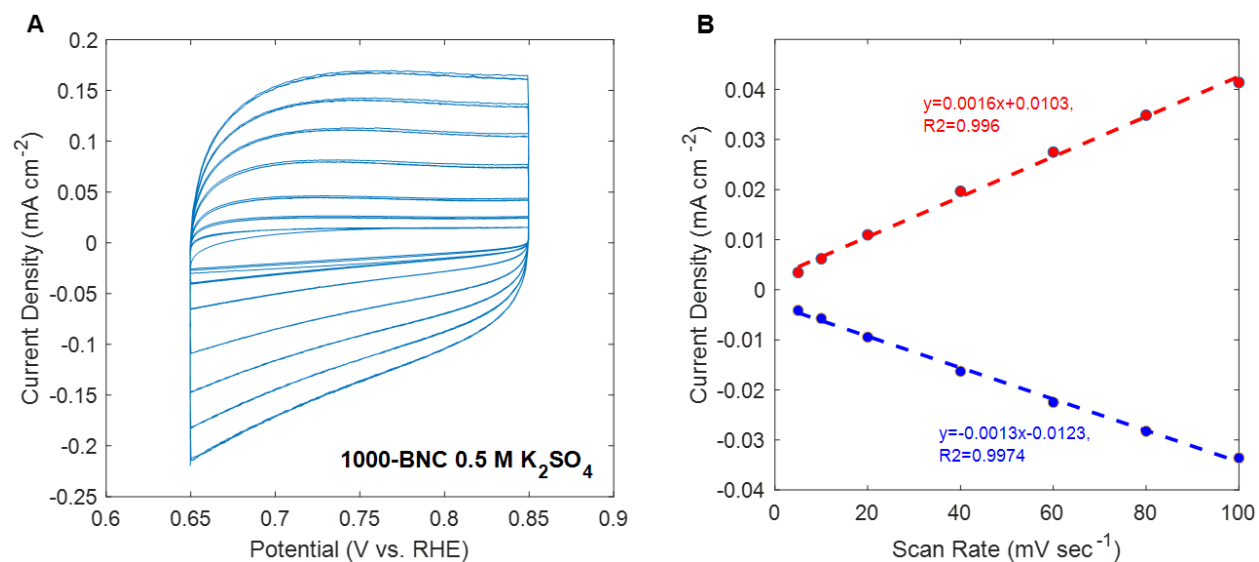 A
Current Density (mA cm⁻²)
0.2
0.15
0.1
0.05
0
-0.05
-0.1
-0.15
-0.2
-0.25
1000-BNC 0.5 M K₂SO₄
0.6 0.65 0.7 0.75 0.8 0.85 0.9
Potential (V vs. RHE)
B
Current Density (mA cm⁻²)
0.04
0.03
0.02
0.01
0
-0.01
-0.02
-0.03
-0.04
y=0.0016x+0.0103,
R2=0.996
y=-0.0013x-0.0123,
R2=0.9974
0 20 40 60 80 100
Scan Rate (mV sec⁻¹)